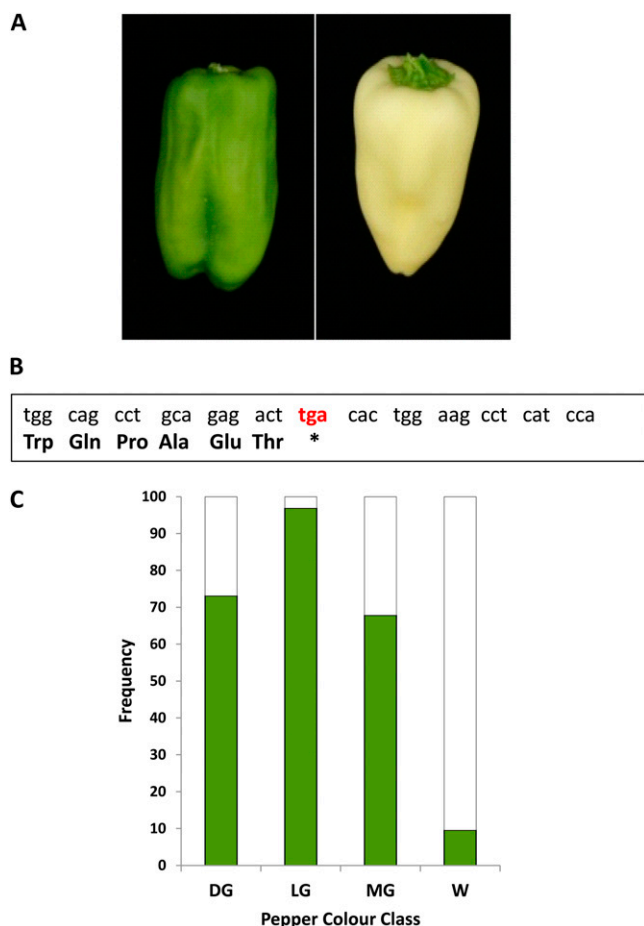 A
B
tgg cag cct gca gag act tga cac tgg aag cct cat cca
Trp Gln Pro Ala Glu Thr *
C
100
90
80
70
60
50
40
30
20
10
0
Frequency
DG LG MG W
Pepper Colour Class